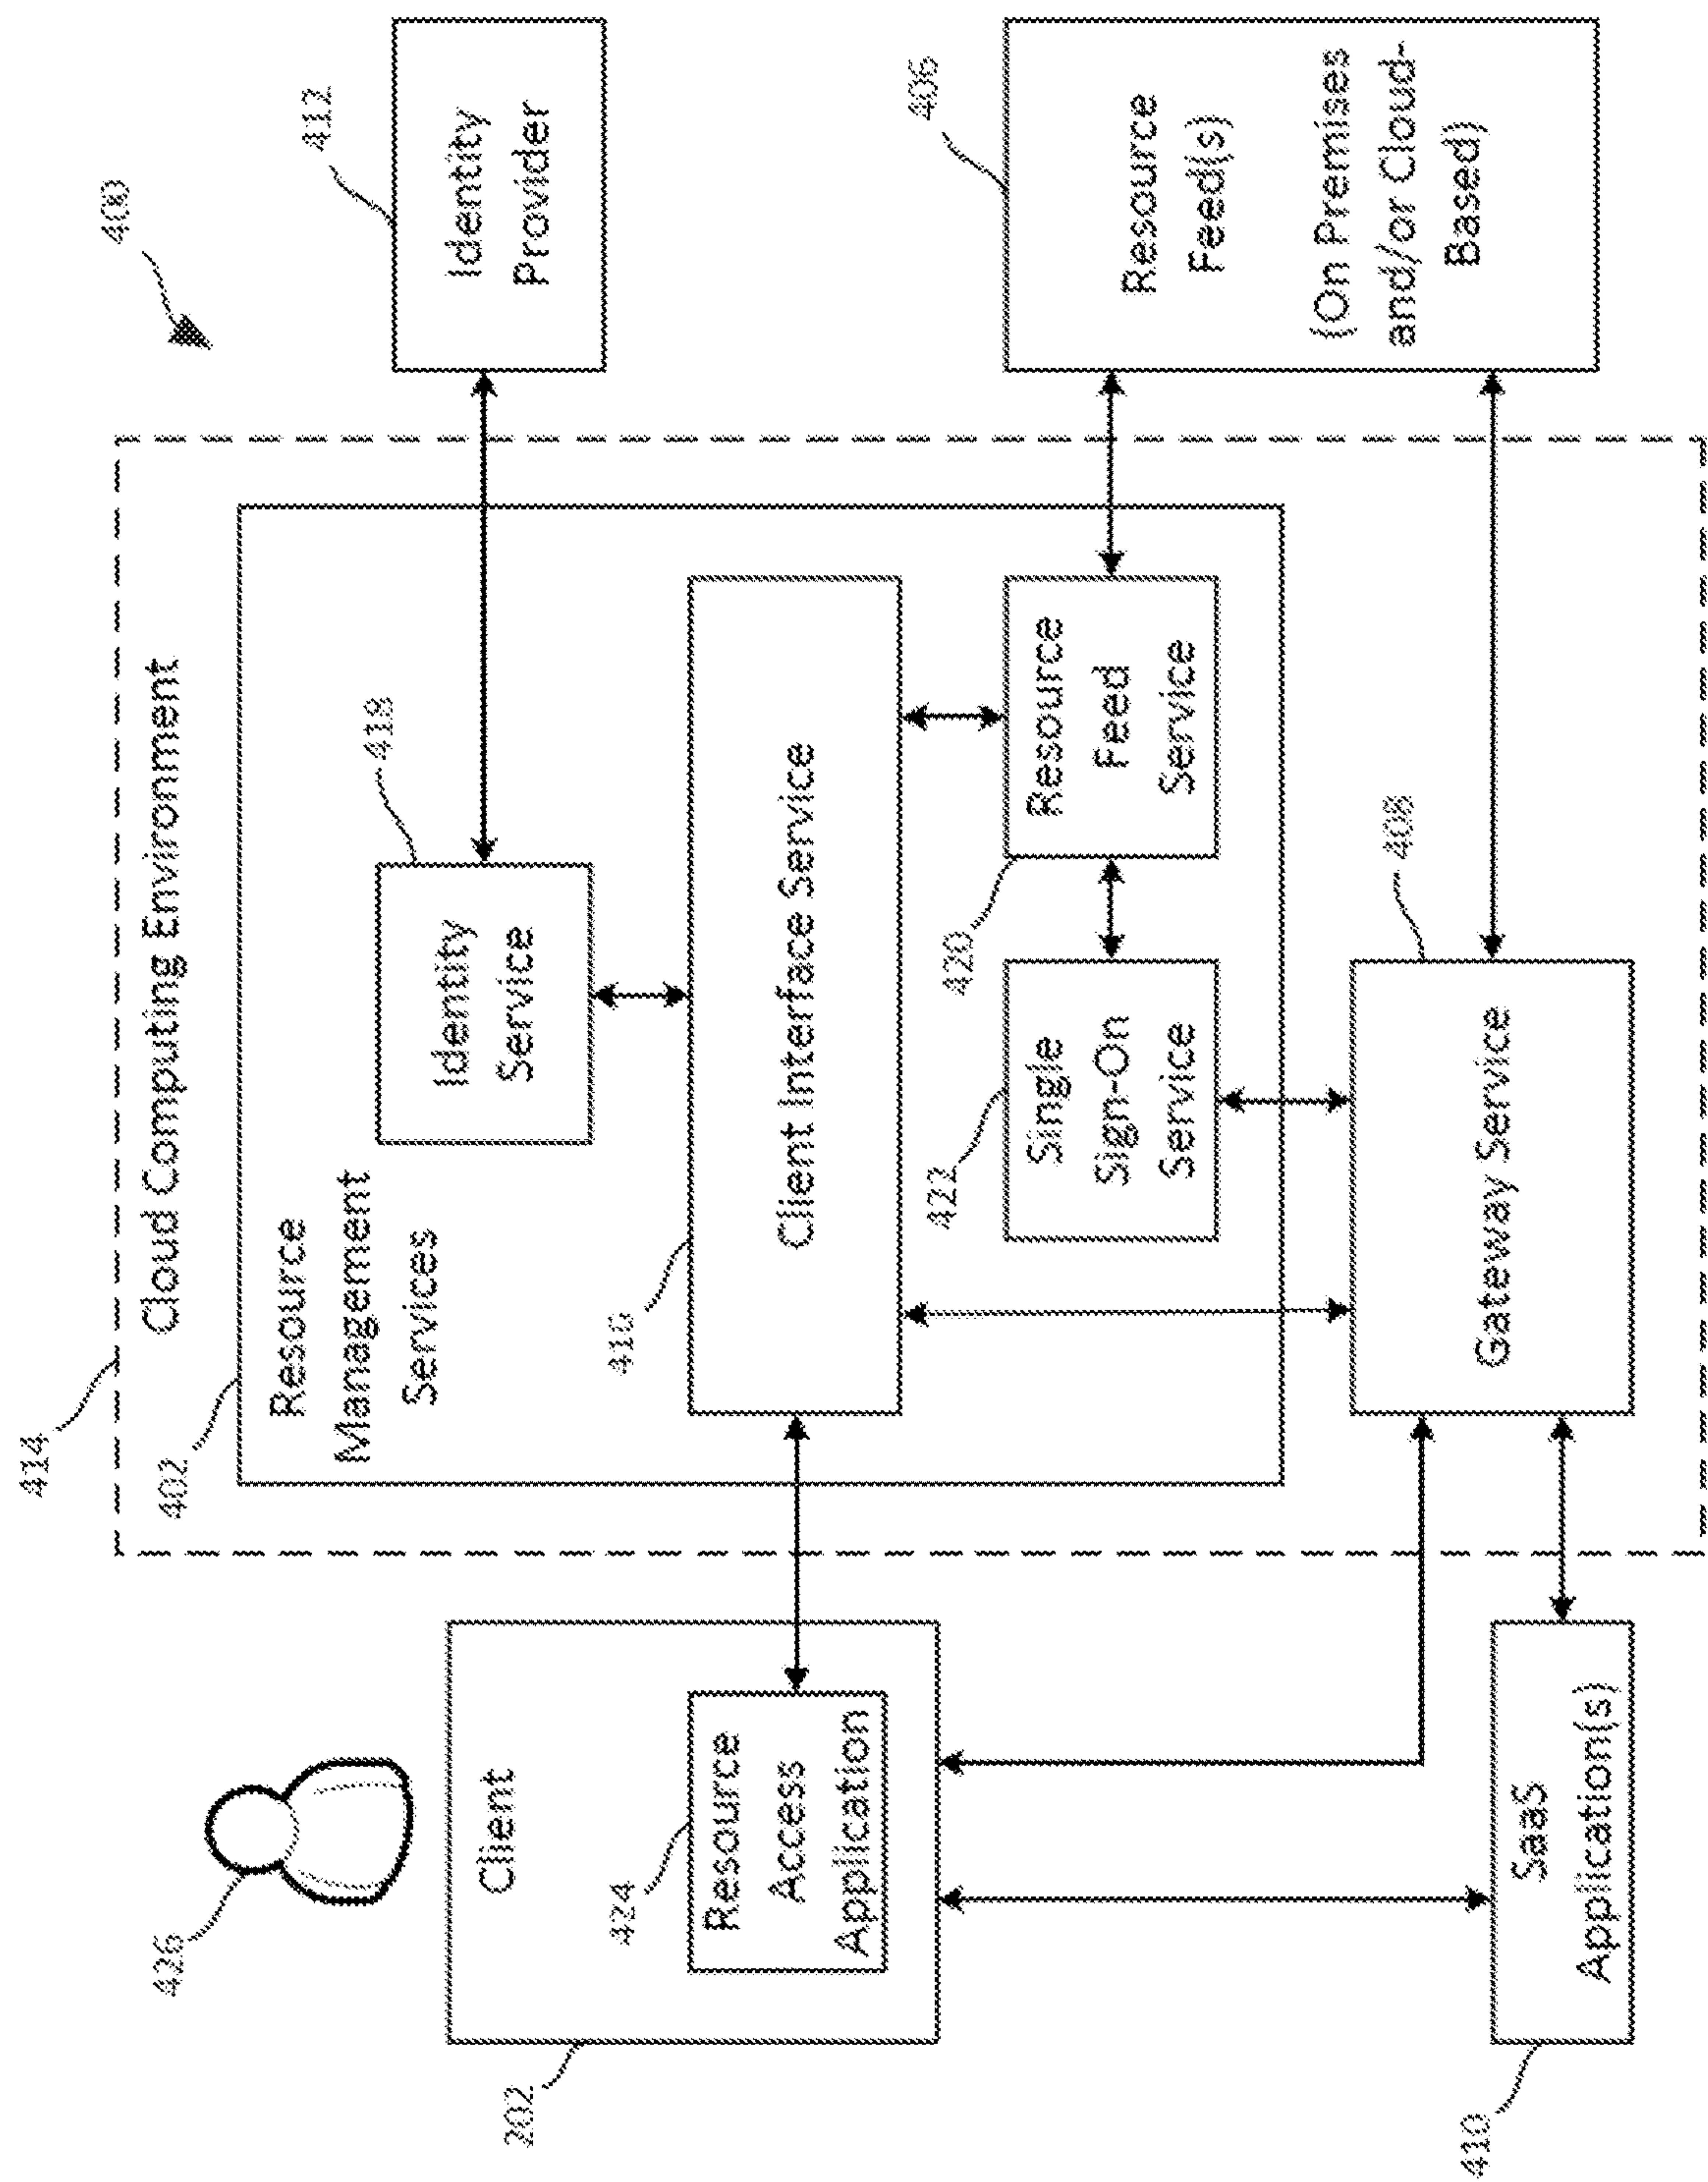 400
414
Cloud Computing Environment
426
402
Resource
Management
Services
412
Identity
Provider
418
Identity
Service
202
Client
424
Resource
Access
Application
410
Client Interface Service
406
Resource
Feed(s)
(On Premises
and/or Cloud-
Based)
422
Single
Sign-On
Service
420
Resource
Feed
Service
408
Gateway Service
410
SaaS
Application(s)